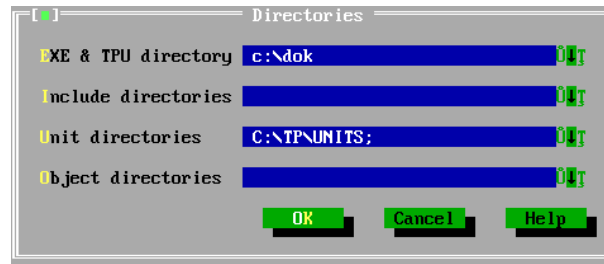 Directories
EXE & TPU directory c:\dok
Include directories
Unit directories C:\TP\UNITS;
Object directories
OK Cancel Help